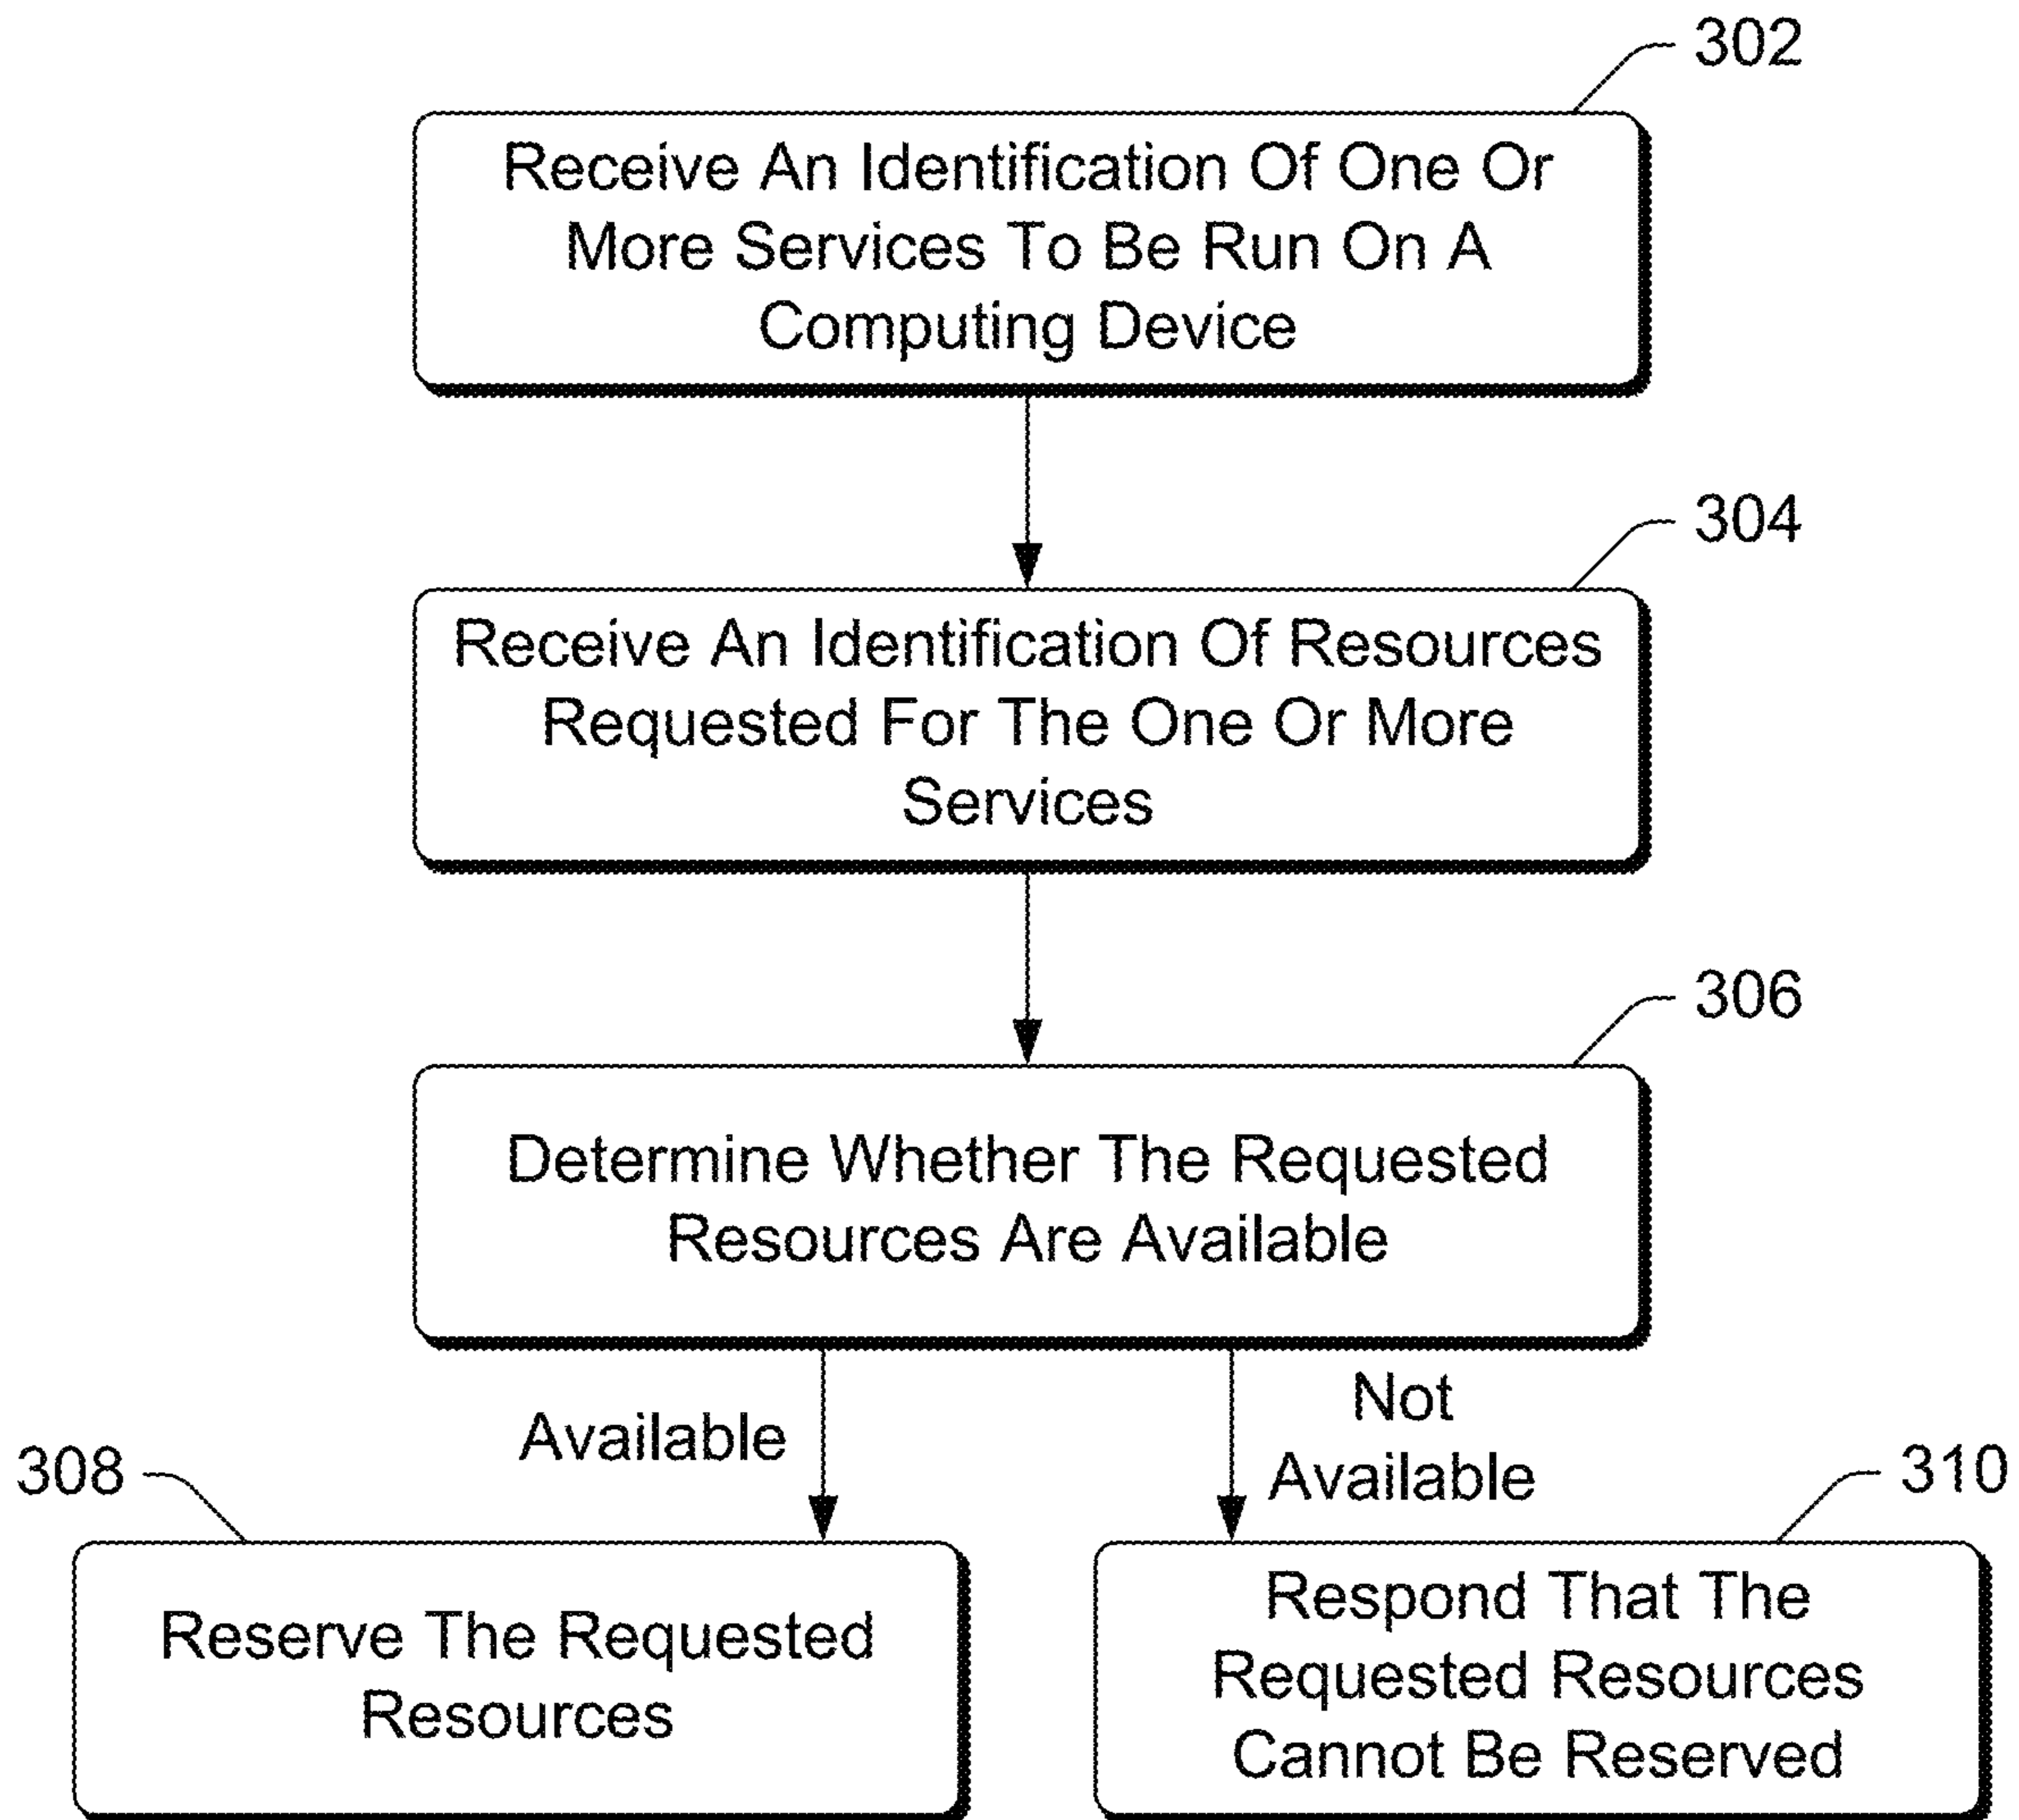 302
Receive An Identification Of One Or
More Services To Be Run On A
Computing Device
304
Receive An Identification Of Resources
Requested For The One Or More
Services
306
Determine Whether The Requested
Resources Are Available
Available
Not
Available
308
Reserve The Requested
Resources
310
Respond That The
Requested Resources
Cannot Be Reserved